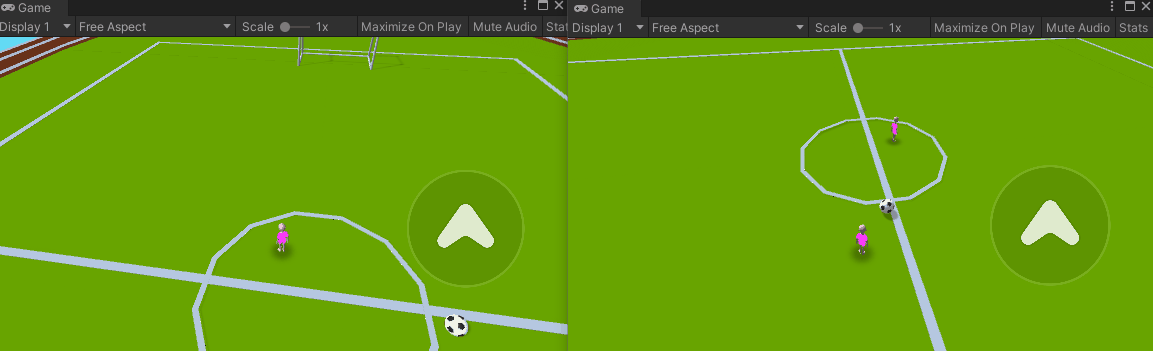 Game
Display 1 Free Aspect Scale 1x Maximize On Play Mute Audio Stat
Game
Display 1 Free Aspect Scale 1x Maximize On Play Mute Audio Stats